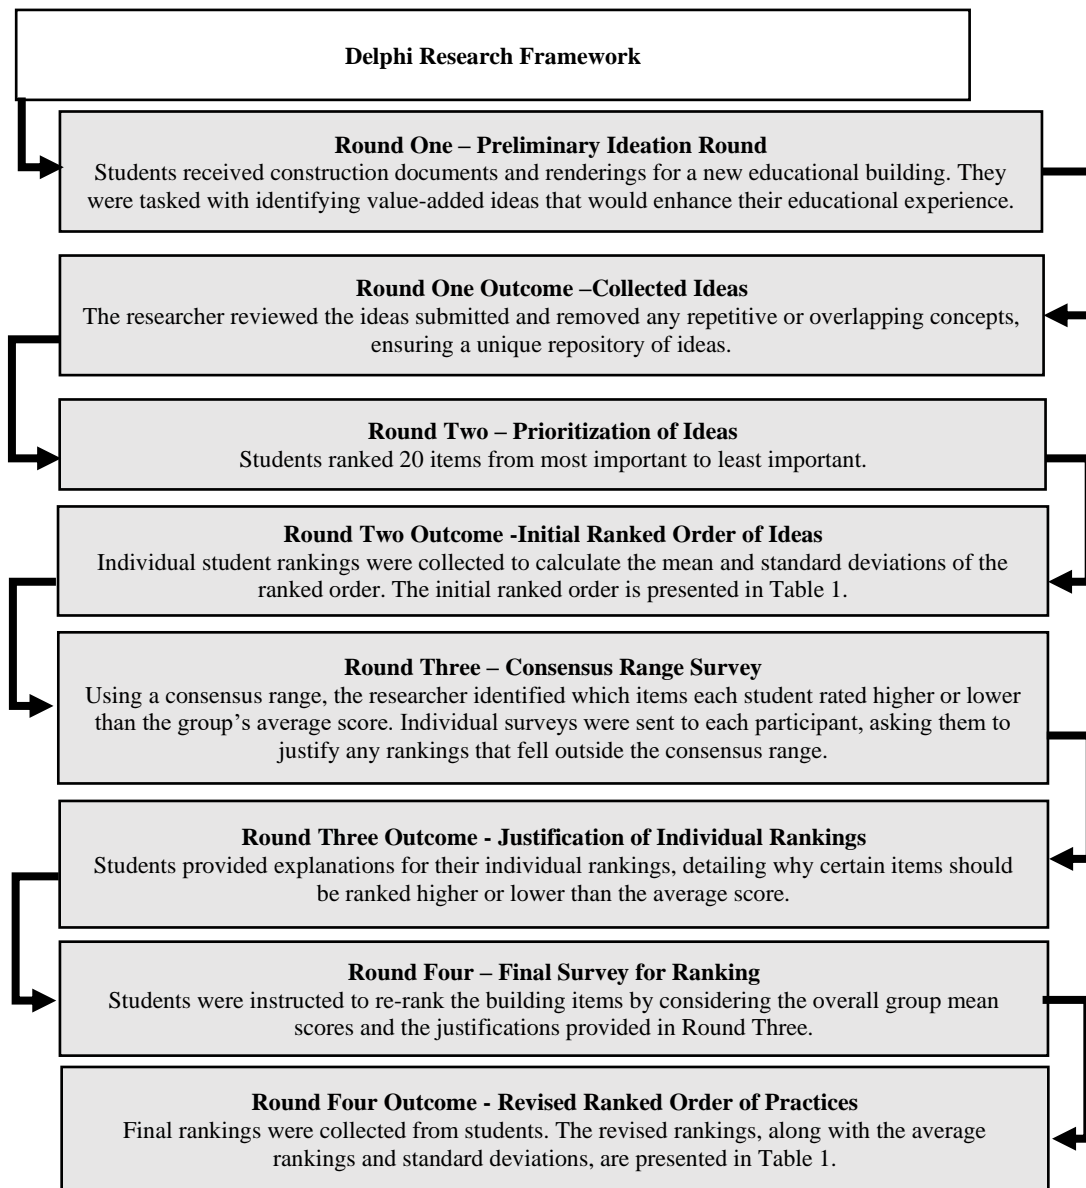 Delphi Research Framework
Round One – Preliminary Ideation Round
Students received construction documents and renderings for a new educational building. They
were tasked with identifying value-added ideas that would enhance their educational experience.
Round One Outcome –Collected Ideas
The researcher reviewed the ideas submitted and removed any repetitive or overlapping concepts,
ensuring a unique repository of ideas.
Round Two – Prioritization of Ideas
Students ranked 20 items from most important to least important.
Round Two Outcome -Initial Ranked Order of Ideas
Individual student rankings were collected to calculate the mean and standard deviations of the
ranked order. The initial ranked order is presented in Table 1.
Round Three – Consensus Range Survey
Using a consensus range, the researcher identified which items each student rated higher or lower
than the group’s average score. Individual surveys were sent to each participant, asking them to
justify any rankings that fell outside the consensus range.
Round Three Outcome - Justification of Individual Rankings
Students provided explanations for their individual rankings, detailing why certain items should
be ranked higher or lower than the average score.
Round Four – Final Survey for Ranking
Students were instructed to re-rank the building items by considering the overall group mean
scores and the justifications provided in Round Three.
Round Four Outcome - Revised Ranked Order of Practices
Final rankings were collected from students. The revised rankings, along with the average
rankings and standard deviations, are presented in Table 1.